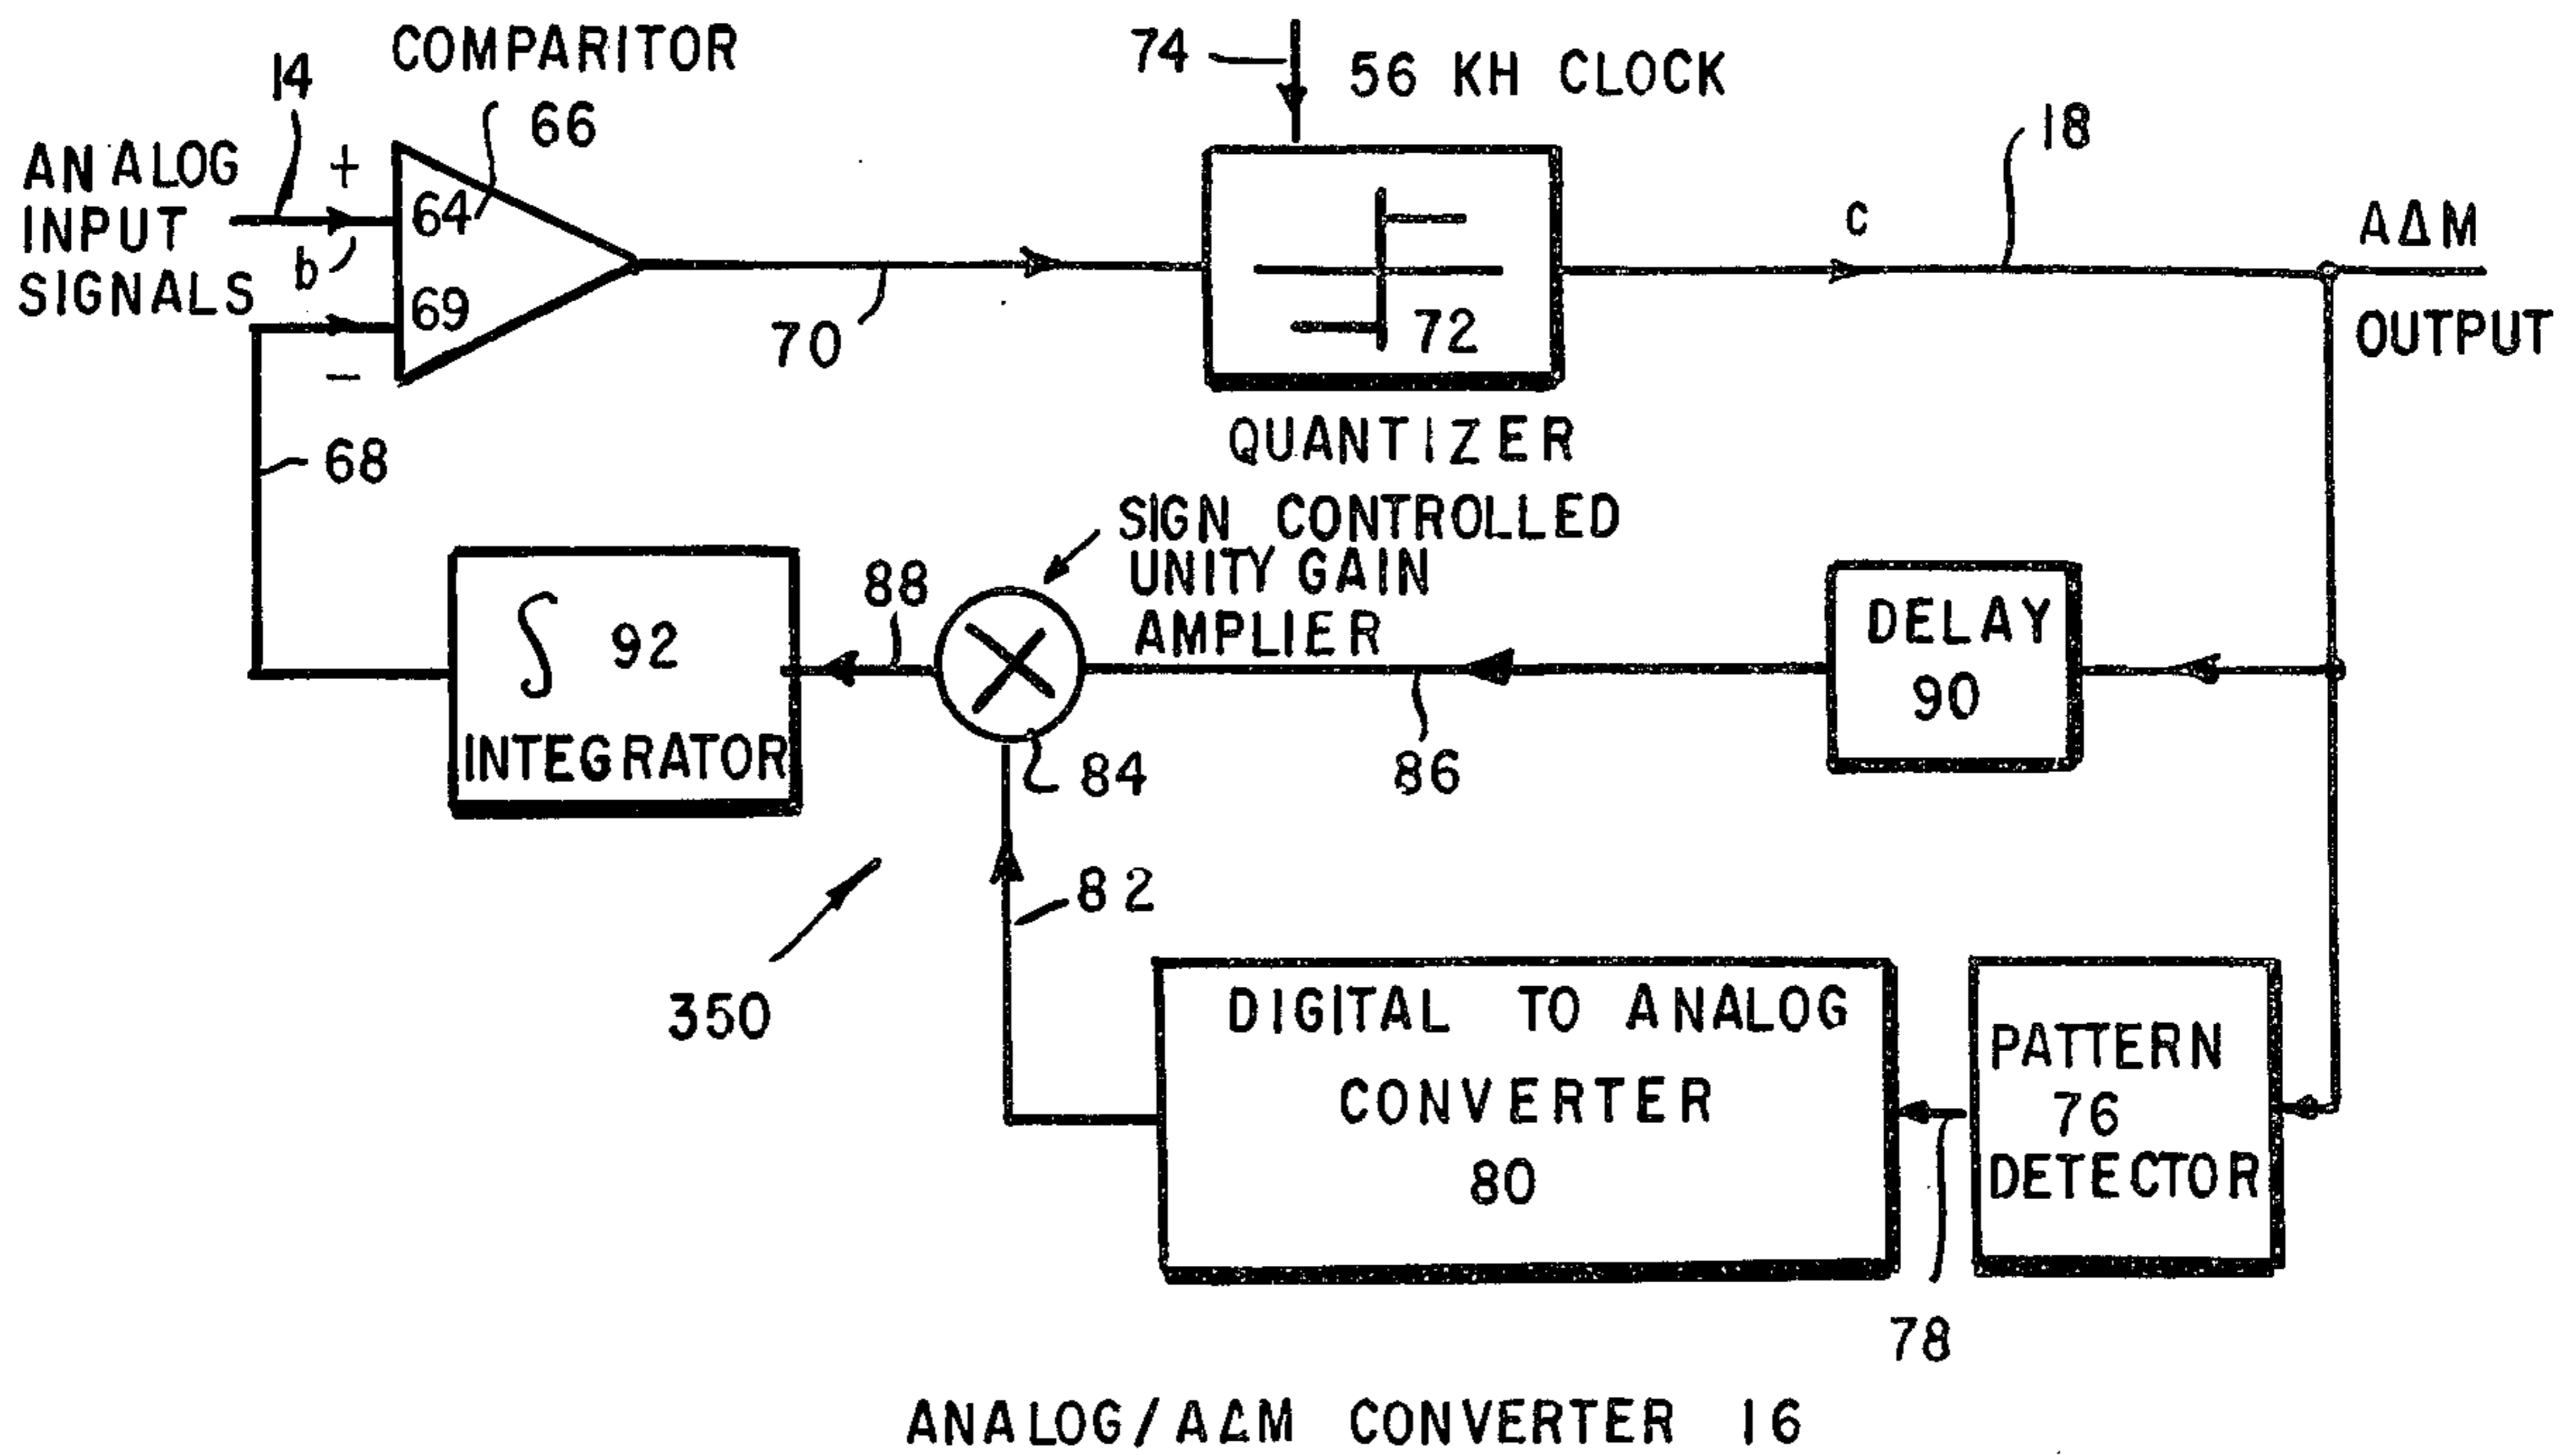 COMPARITOR
66
14
ANALOG
INPUT
SIGNALS
+
b
64
69
−
68
70
74
56 KH CLOCK
72
QUANTIZER
c
18
AΔM
OUTPUT
SIGN CONTROLLED
UNITY GAIN
AMPLIER
88
84
86
DELAY
90
∫ 92
INTEGRATOR
82
350
DIGITAL TO ANALOG
CONVERTER
80
PATTERN
76
DETECTOR
78
ANALOG/AΔM CONVERTER 16